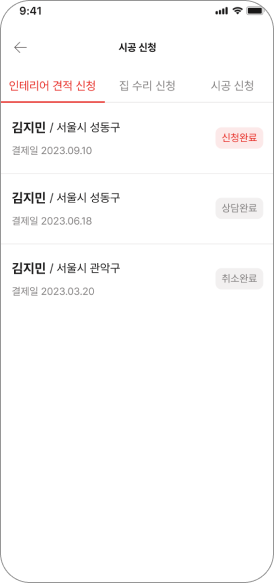 9:41
시공 신청
인테리어 견적 신청
집 수리 신청
시공 신청
김지민 / 서울시 성동구
결제일 2023.09.10
신청완료
김지민 / 서울시 성동구
결제일 2023.06.18
상담완료
김지민 / 서울시 관악구
결제일 2023.03.20
취소완료